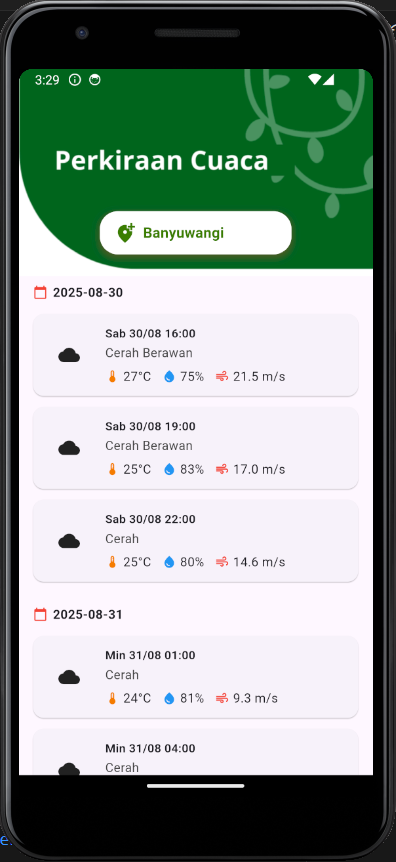 3:29
Perkiraan Cuaca
Banyuwangi
2025-08-30
Sab 30/08 16:00
Cerah Berawan
27°C 75% 21.5 m/s
Sab 30/08 19:00
Cerah Berawan
25°C 83% 17.0 m/s
Sab 30/08 22:00
Cerah
25°C 80% 14.6 m/s
2025-08-31
Min 31/08 01:00
Cerah
24°C 81% 9.3 m/s
Min 31/08 04:00
Cerah